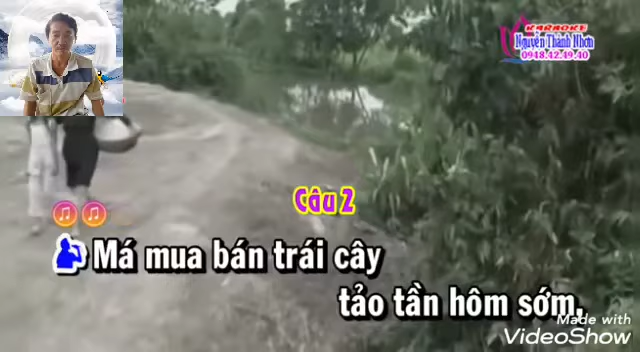 KARAOKE
Nguyễn Thành Nhơn
0948.42.49.40
Câu 2
Má mua bán trái cây
tảo tần hôm sớm,
Made with
VideoShow